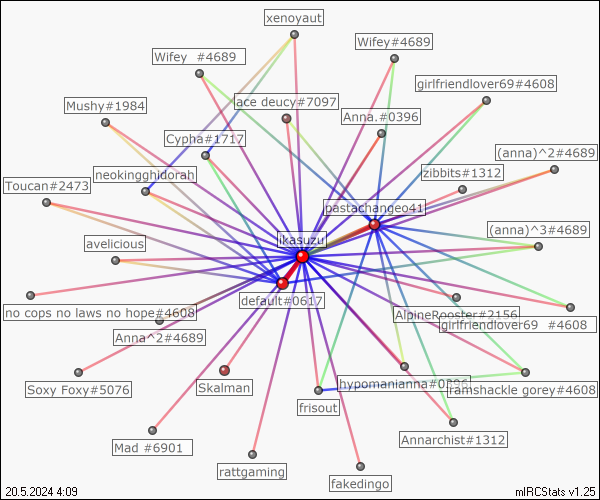 xenoyaut
Wifey #4689
Wifey#4689
girlfriendlover69#4608
Mushy#1984
ace deucy#7097
Anna.#0396
Cypha#1717
(anna)^2#4689
zibbits#1312
neokingghidorah
Toucan#2473
pastachangeo41
(anna)^3#4689
ikasuzu
avelicious
default#0617
no cops no laws no hope#4608
AlpineRooster#2156
girlfriendlover69 #4608
Anna^2#4689
Soxy Foxy#5076
Skalman
hypomanianna#0396
ramshackle gorey#4608
frisout
Annarchist#1312
Mad #6901
rattgaming
fakedingo
20.5.2024 4:09
mIRCStats v1.25